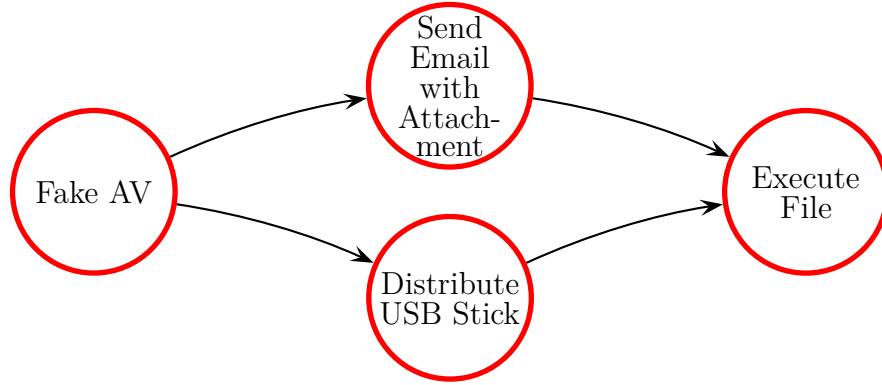 Fake AV
Send
Email
with
Attach-
ment
Distribute
USB Stick
Execute
File